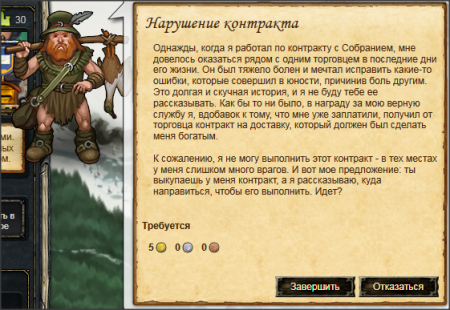 30
Нарушение контракта
Однажды, когда я работал по контракту с Собранием, мне
довелось оказаться рядом с одним торговцем в последние дни
его жизни. Он был тяжело болен и мечтал исправить какие-то
ошибки, которые совершил в юности, причинив боль другим.
Это долгая и скучная история, и я не буду тебе ее
рассказывать. Как бы то ни было, в награду за мою верную
службу я, вдобавок к тому, что мне уже заплатили, получил от
торговца контракт на доставку, который должен был сделать
меня богатым.
К сожалению, я не могу выполнить этот контракт - в тех местах
у меня слишком много врагов. И вот мое предложение: ты
выкупаешь у меня контракт, а я рассказываю, куда
направиться, чтобы его выполнить. Идет?
Требуется
5 0 0
Завершить Отказаться